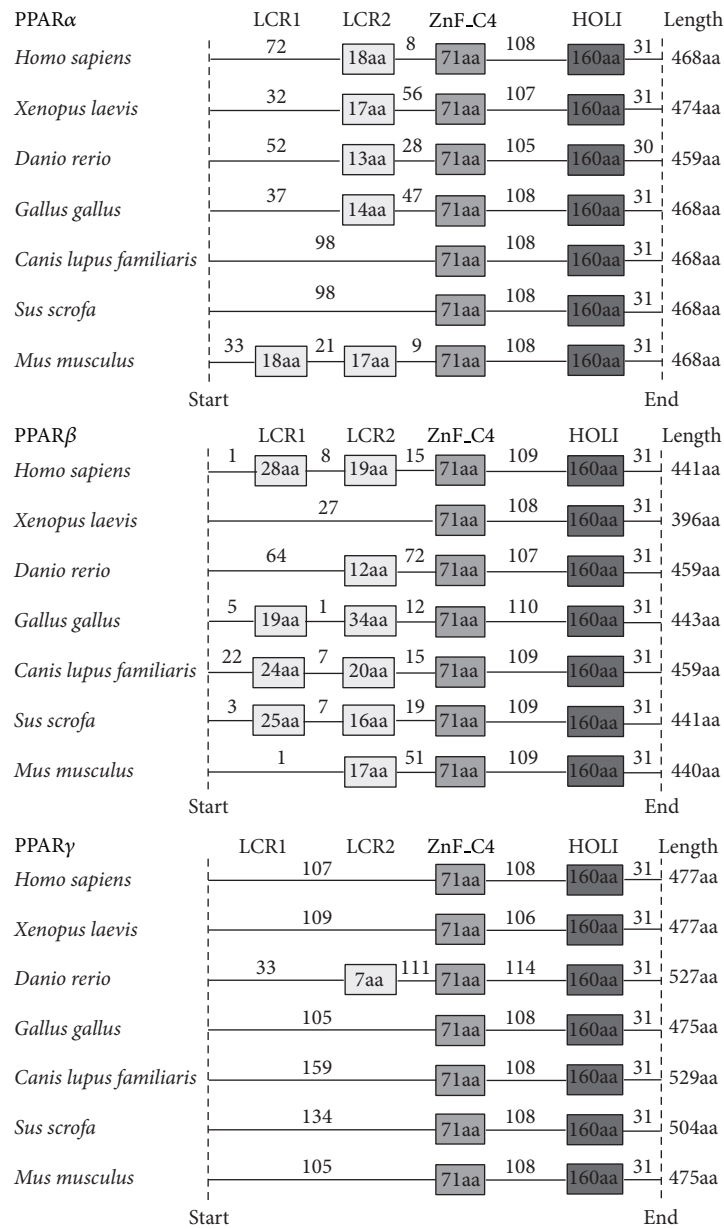 PPARα LCR1 LCR2 ZnF_C4 HOLI Length
Homo sapiens 72 18aa 8 71aa 108 160aa 31 468aa
Xenopus laevis 32 17aa 56 71aa 107 160aa 31 474aa
Danio rerio 52 13aa 28 71aa 105 160aa 30 459aa
Gallus gallus 37 14aa 47 71aa 108 160aa 31 468aa
Canis lupus familiaris 98 71aa 108 160aa 31 468aa
Sus scrofa 98 71aa 108 160aa 31 468aa
Mus musculus 33 18aa 21 17aa 9 71aa 108 160aa 31 468aa
Start End
PPARβ LCR1 LCR2 ZnF_C4 HOLI Length
Homo sapiens 1 28aa 8 19aa 15 71aa 109 160aa 31 441aa
Xenopus laevis 27 71aa 108 160aa 31 396aa
Danio rerio 64 12aa 72 71aa 107 160aa 31 459aa
Gallus gallus 5 19aa 1 34aa 12 71aa 110 160aa 31 443aa
Canis lupus familiaris 22 24aa 7 20aa 15 71aa 109 160aa 31 459aa
Sus scrofa 3 25aa 7 16aa 19 71aa 109 160aa 31 441aa
Mus musculus 1 17aa 51 71aa 109 160aa 31 440aa
Start End
PPARγ LCR1 LCR2 ZnF_C4 HOLI Length
Homo sapiens 107 71aa 108 160aa 31 477aa
Xenopus laevis 109 71aa 106 160aa 31 477aa
Danio rerio 33 7aa 111 71aa 114 160aa 31 527aa
Gallus gallus 105 71aa 108 160aa 31 475aa
Canis lupus familiaris 159 71aa 108 160aa 31 529aa
Sus scrofa 134 71aa 108 160aa 31 504aa
Mus musculus 105 71aa 108 160aa 31 475aa
Start End